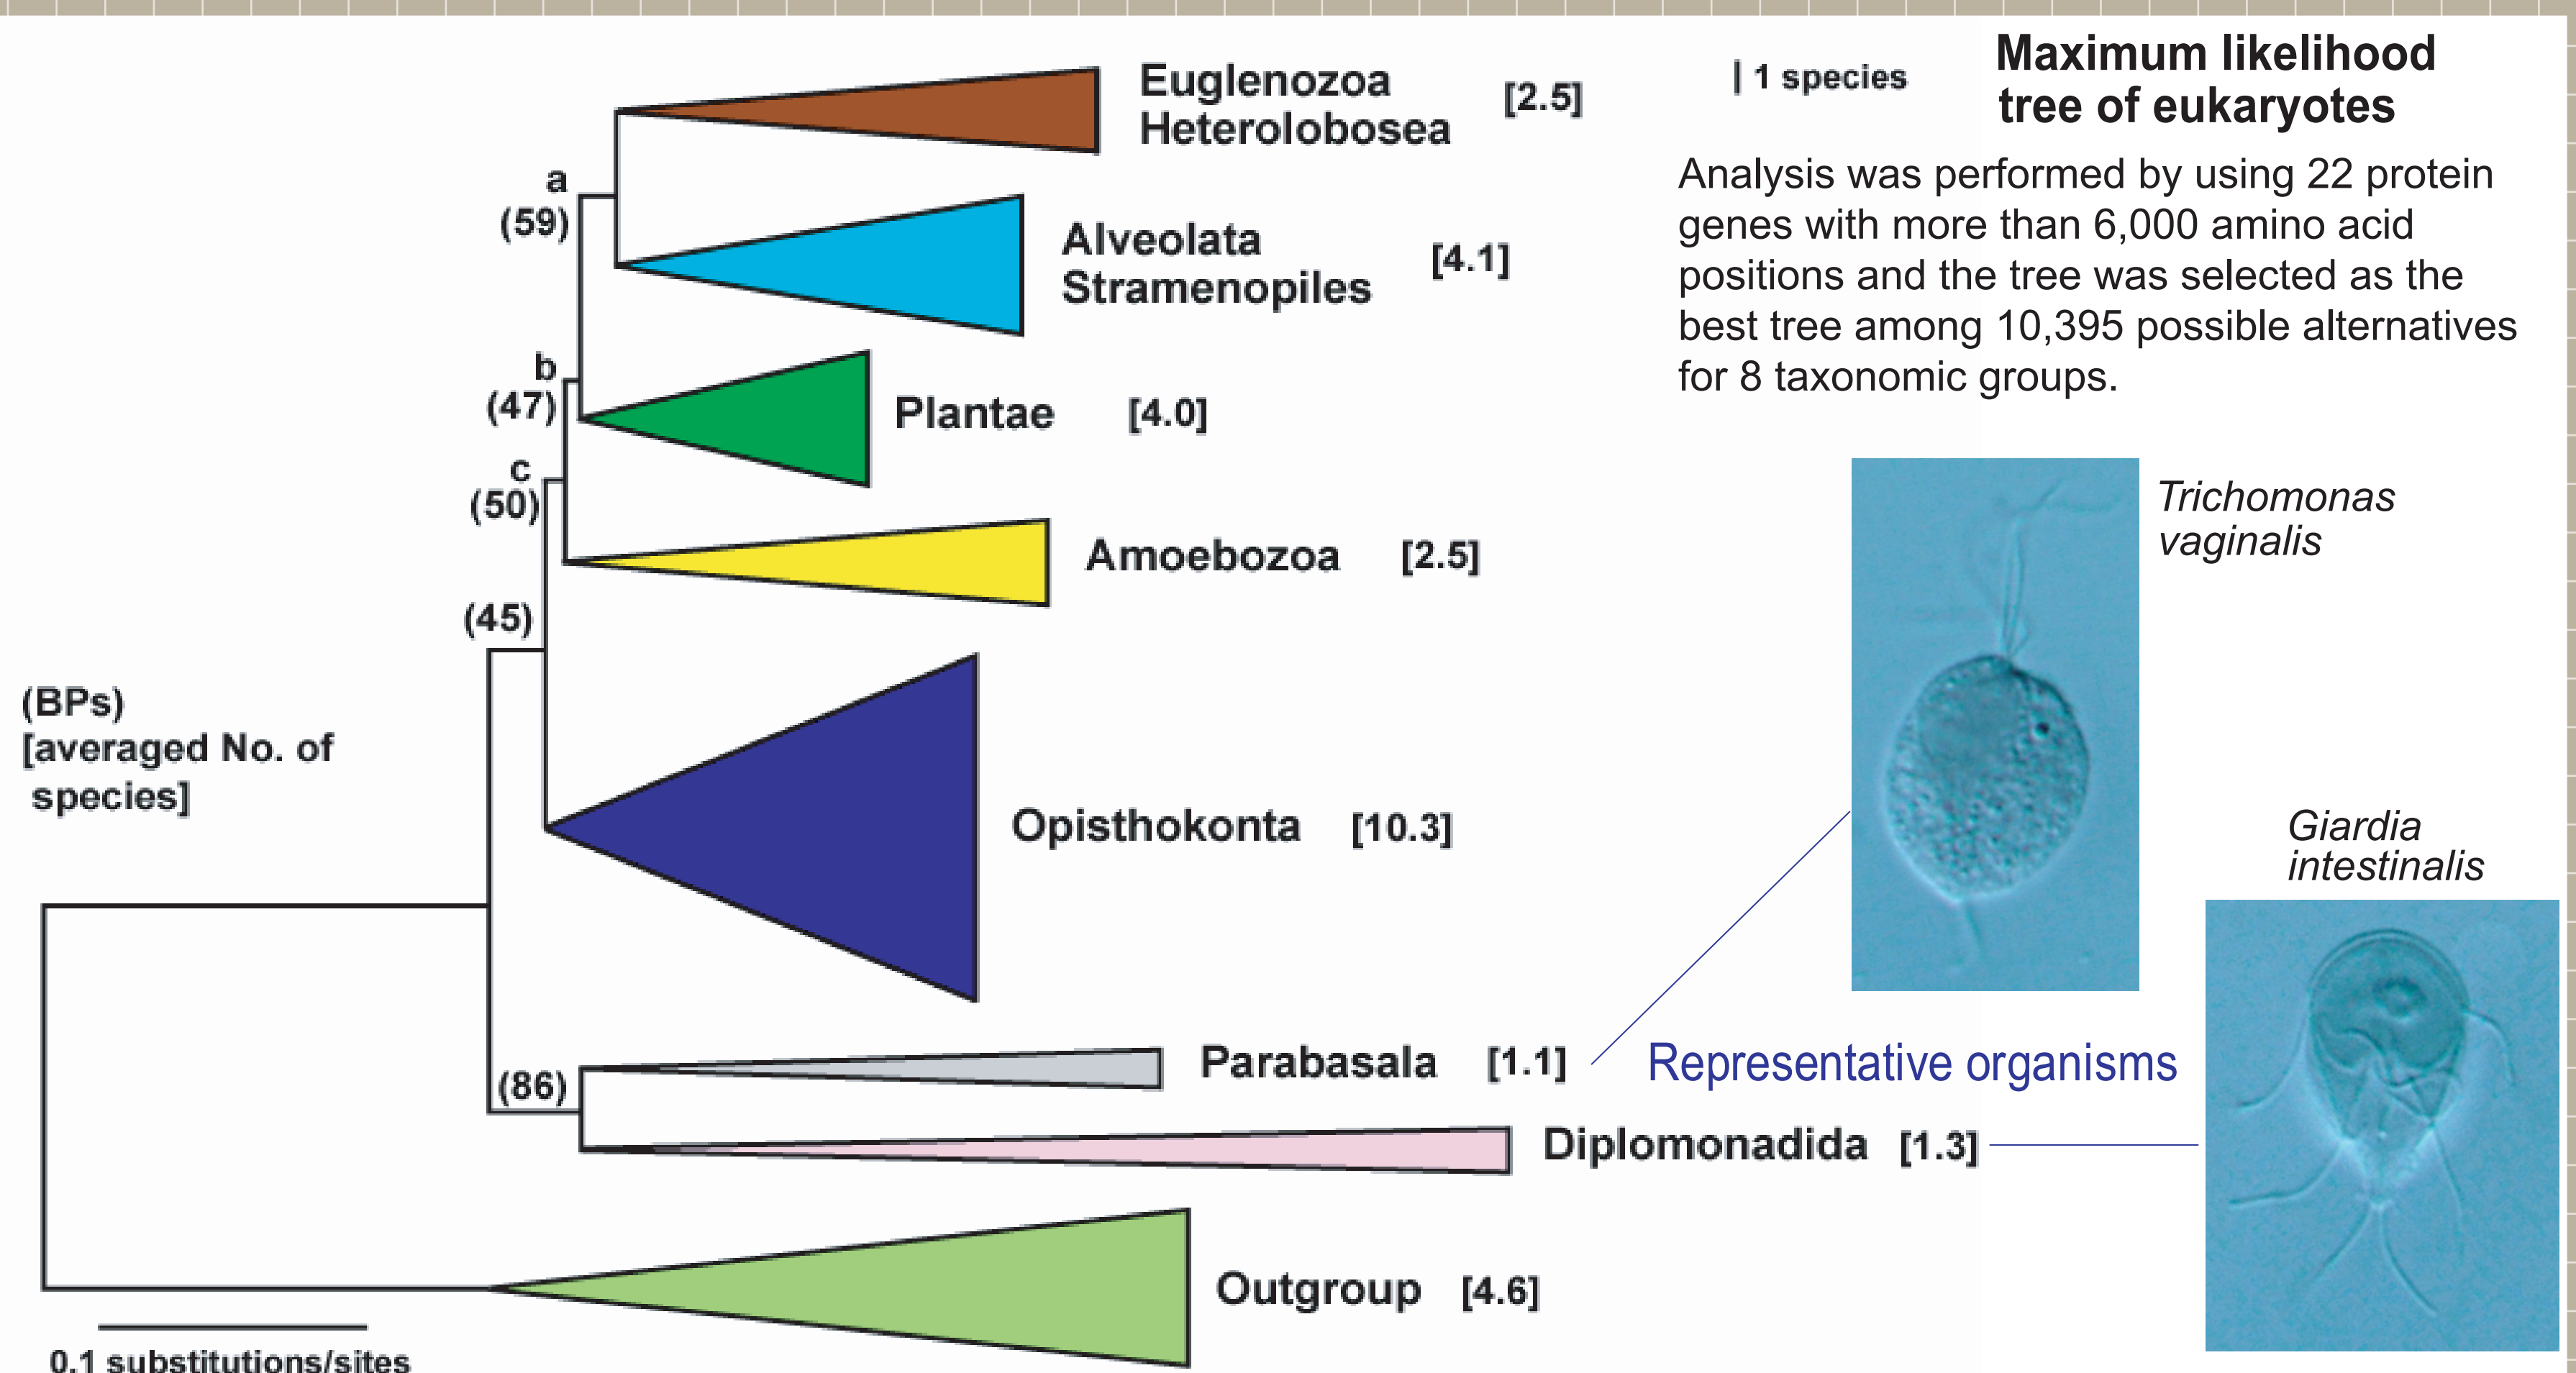 Maximum likelihood
tree of eukaryotes
Analysis was performed by using 22 protein
genes with more than 6,000 amino acid
positions and the tree was selected as the
best tree among 10,395 possible alternatives
for 8 taxonomic groups.
| 1 species
Euglenozoa
Heterolobosea
[2.5]
a
(59)
Alveolata
Stramenopiles
[4.1]
b
(47)
Plantae [4.0]
c
(50)
Amoebozoa [2.5]
(45)
(BPs)
[averaged No. of
species]
Opisthokonta [10.3]
(86)
Parabasala [1.1]
Diplomonadida [1.3]
Outgroup [4.6]
0.1 substitutions/sites
Trichomonas
vaginalis
Giardia
intestinalis
Representative organisms